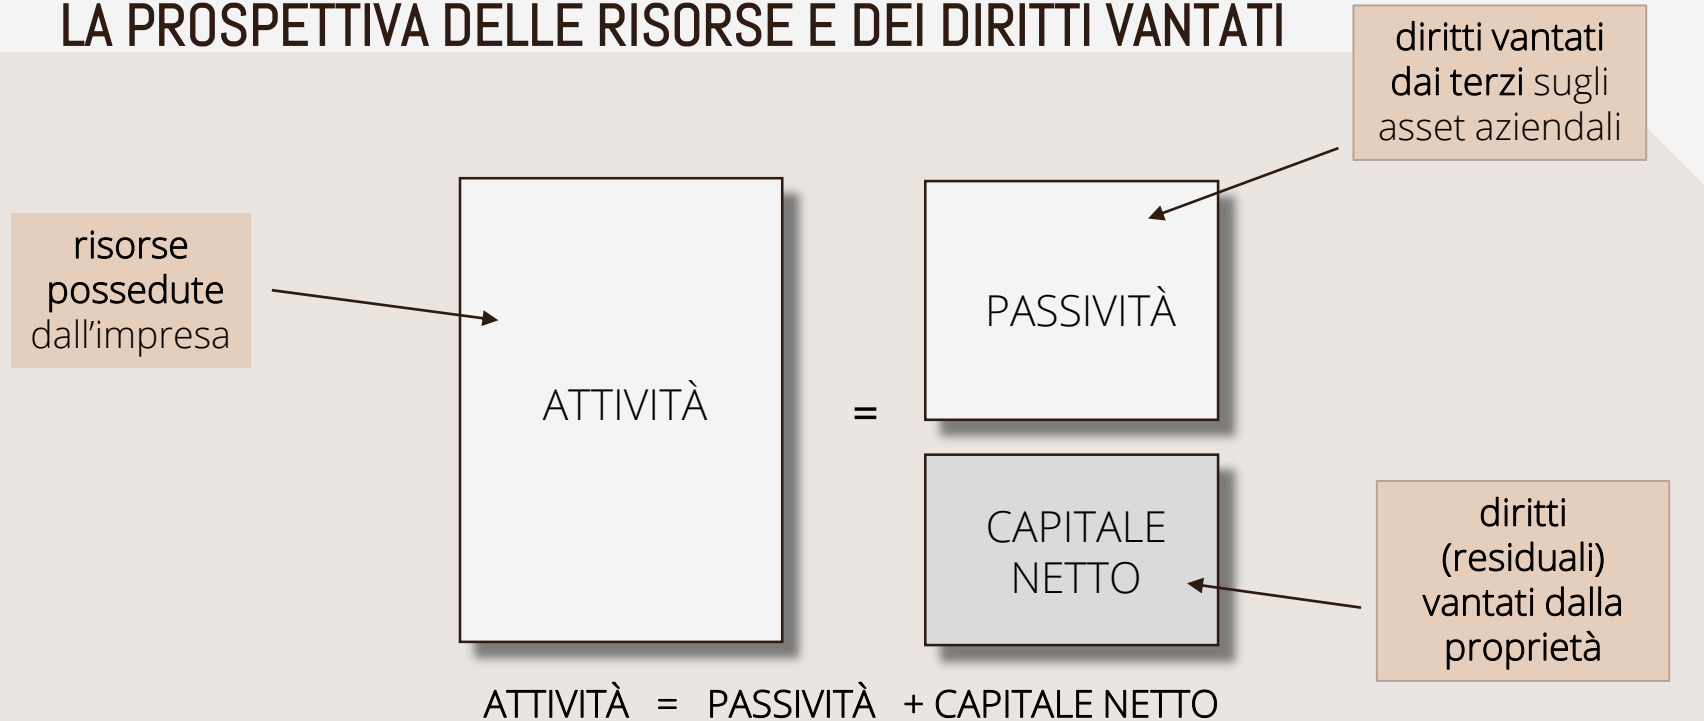 LA PROSPETTIVA DELLE RISORSE E DEI DIRITTI VANTATI
diritti vantati
dai terzi sugli
asset aziendali
risorse
possedute
dall’impresa
ATTIVITÀ
=
PASSIVITÀ
CAPITALE
NETTO
diritti
(residuali)
vantati dalla
proprietà
ATTIVITÀ = PASSIVITÀ + CAPITALE NETTO